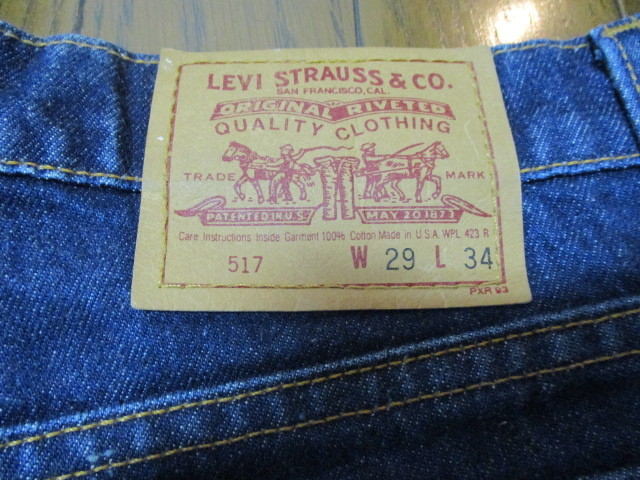 LEVI STRAUSS & CO.
SAN FRANCISCO, CAL.
ORIGINAL RIVETED
QUALITY CLOTHING
TRADE MARK
PATENTED IN U.S. MAY 20 1873
Care Instructions Inside Garment 100% Cotton Made in U.S.A. WPL 423 R
517 W 29 L 34
PXR 93